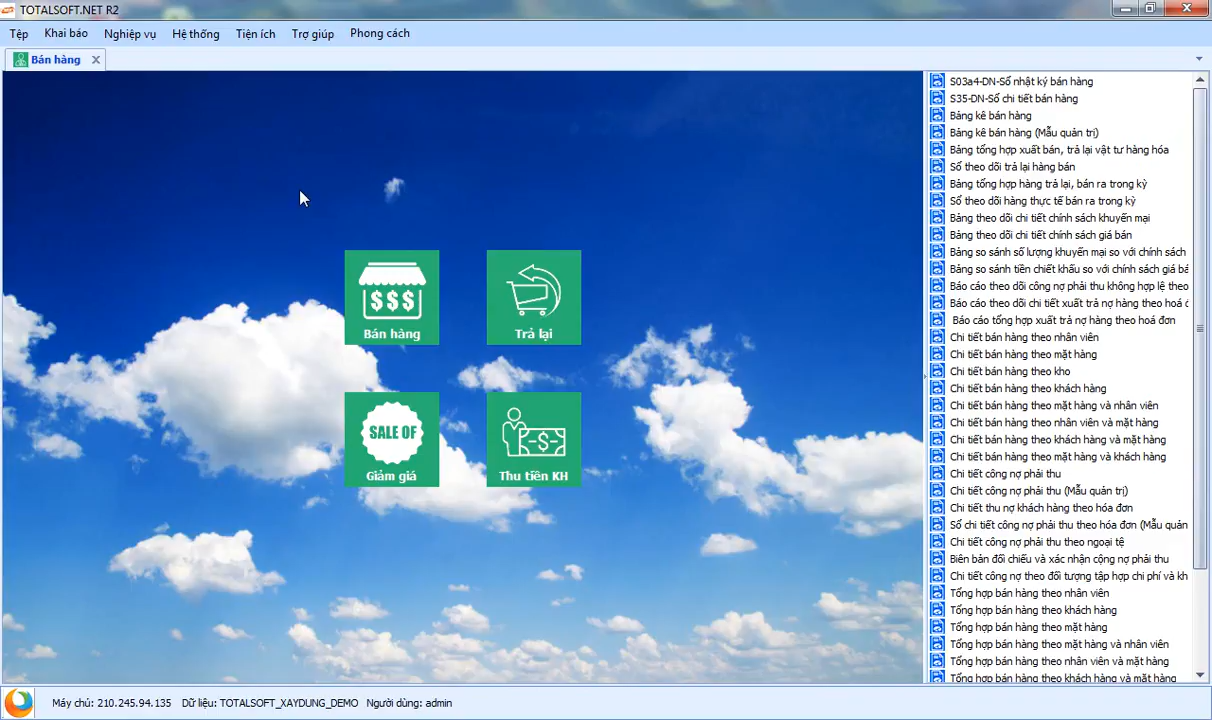 TOTALSOFT.NET R2
Tệp Khai báo Nghiệp vụ Hệ thống Tiện ích Trợ giúp Phong cách
Bán hàng
$$$
Bán hàng
Trả lại
SALE OF
Giảm giá
$
Thu tiền KH
S03a4-DN-Sổ nhật ký bán hàng
S35-DN-Sổ chi tiết bán hàng
Bảng kê bán hàng
Bảng kê bán hàng (Mẫu quản trị)
Bảng tổng hợp xuất bán, trả lại vật tư hàng hóa
Sổ theo dõi trả lại hàng bán
Bảng tổng hợp hàng trả lại, bán ra trong kỳ
Sổ theo dõi hàng thực tế bán ra trong kỳ
Bảng theo dõi chi tiết chính sách khuyến mại
Bảng theo dõi chi tiết chính sách giá bán
Bảng so sánh số lượng khuyến mại so với chính sách
Bảng so sánh tiền chiết khấu so với chính sách giá bá
Báo cáo theo dõi công nợ phải thu không hợp lệ theo
Báo cáo theo dõi chi tiết xuất trả nợ hàng theo hoá đ
Báo cáo tổng hợp xuất trả nợ hàng theo hoá đơn
Chi tiết bán hàng theo nhân viên
Chi tiết bán hàng theo mặt hàng
Chi tiết bán hàng theo kho
Chi tiết bán hàng theo khách hàng
Chi tiết bán hàng theo mặt hàng và nhân viên
Chi tiết bán hàng theo nhân viên và mặt hàng
Chi tiết bán hàng theo khách hàng và mặt hàng
Chi tiết bán hàng theo mặt hàng và khách hàng
Chi tiết công nợ phải thu
Chi tiết công nợ phải thu (Mẫu quản trị)
Chi tiết thu nợ khách hàng theo hóa đơn
Sổ chi tiết công nợ phải thu theo hóa đơn (Mẫu quản
Chi tiết công nợ phải thu theo ngoại tệ
Biên bản đối chiếu và xác nhận cộng nợ phải thu
Chi tiết công nợ theo đối tượng tập hợp chi phí và kh
Tổng hợp bán hàng theo nhân viên
Tổng hợp bán hàng theo khách hàng
Tổng hợp bán hàng theo mặt hàng
Tổng hợp bán hàng theo mặt hàng và nhân viên
Tổng hợp bán hàng theo nhân viên và mặt hàng
Tổng hợp bán hàng theo khách hàng và mặt hàng
Máy chủ: 210.245.94.135 Dữ liệu: TOTALSOFT_XAYDUNG_DEMO Người dùng: admin